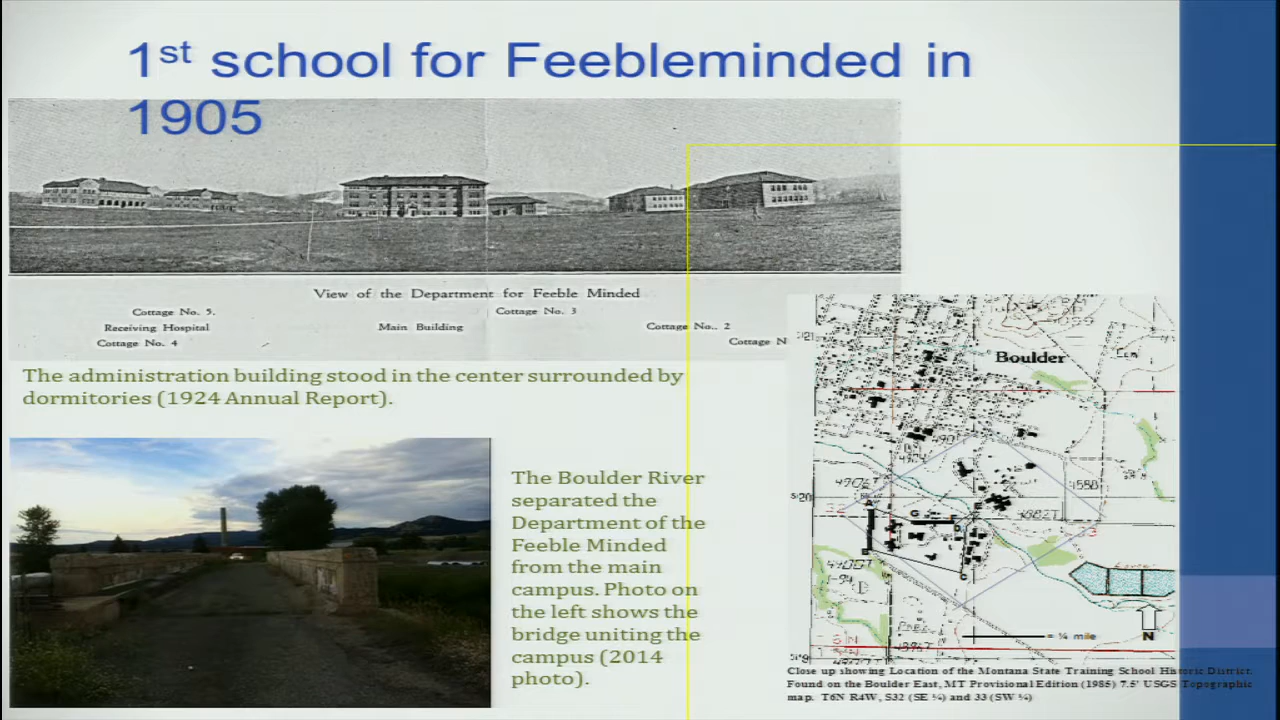 1st school for Feebleminded in
1905
View of the Department for Feeble Minded
Cottage No. 5.
Cottage No. 3
Receiving Hospital
Main Building
Cottage No.. 2
Cottage No. 4
Cottage N
The administration building stood in the center surrounded by
dormitories (1924 Annual Report).
Boulder
The Boulder River
separated the
Department of the
Feeble Minded
from the main
campus. Photo on
the left shows the
bridge uniting the
campus (2014
photo).
= ¼ mile
N
Close up showing Location of the Montana State Training School Historic District.
Found on the Boulder East, MT Provisional Edition (1985) 7.5' USGS Topographic
map. T6N R4W, S32 (SE ¼) and 33 (SW ¼)